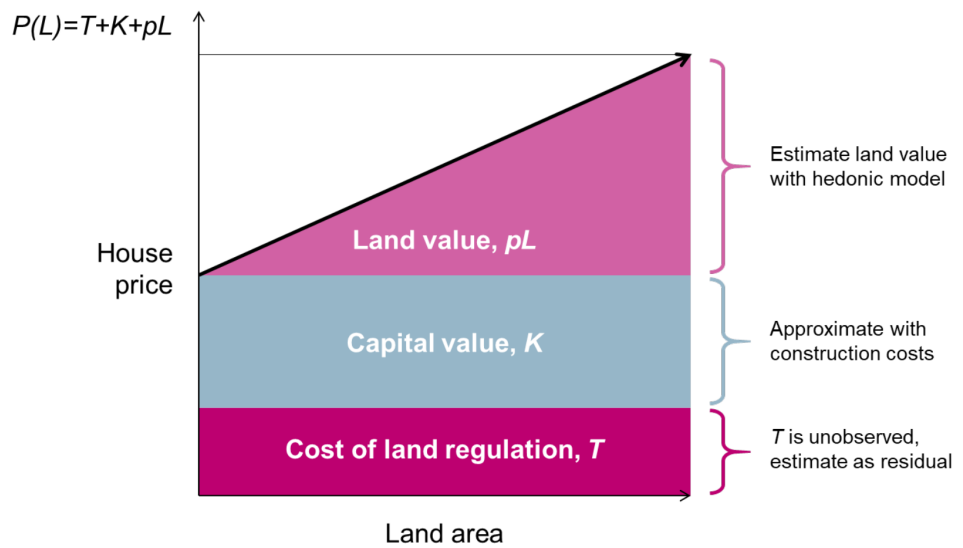 P(L)=T+K+pL
Estimate land value
with hedonic model
Land value, pL
House
price
Capital value, K
Approximate with
construction costs
Cost of land regulation, T
T is unobserved,
estimate as residual
Land area